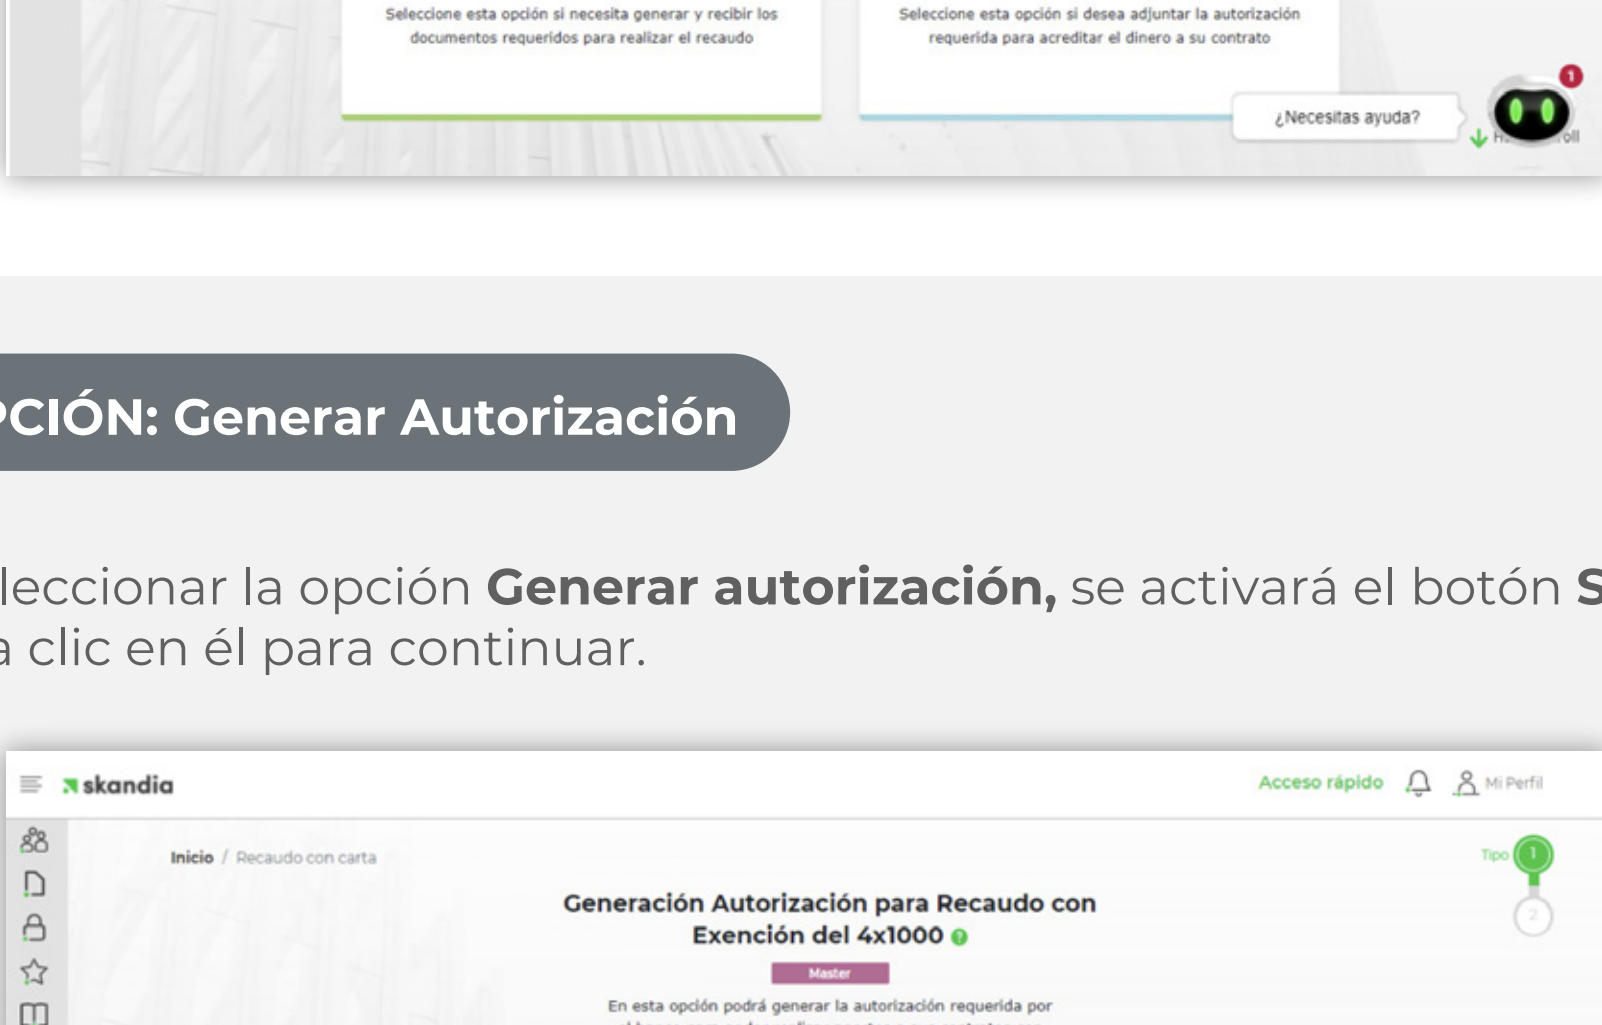 Seleccione esta opción si necesita generar y recibir los
documentos requeridos para realizar el recaudo
Seleccione esta opción si desea adjuntar la autorización
requerida para acreditar el dinero a su contrato
1
¿Necesitas ayuda?
PCIÓN: Generar Autorización
leccionar la opción Generar autorización, se activará el botón S
a clic en él para continuar.
skandia
Acceso rápido
Mi Perfil
Inicio / Recaudo con carta
Tipo 1
2
Generación Autorización para Recaudo con
Exención del 4x1000 ?
Master
En esta opción podrá generar la autorización requerida por